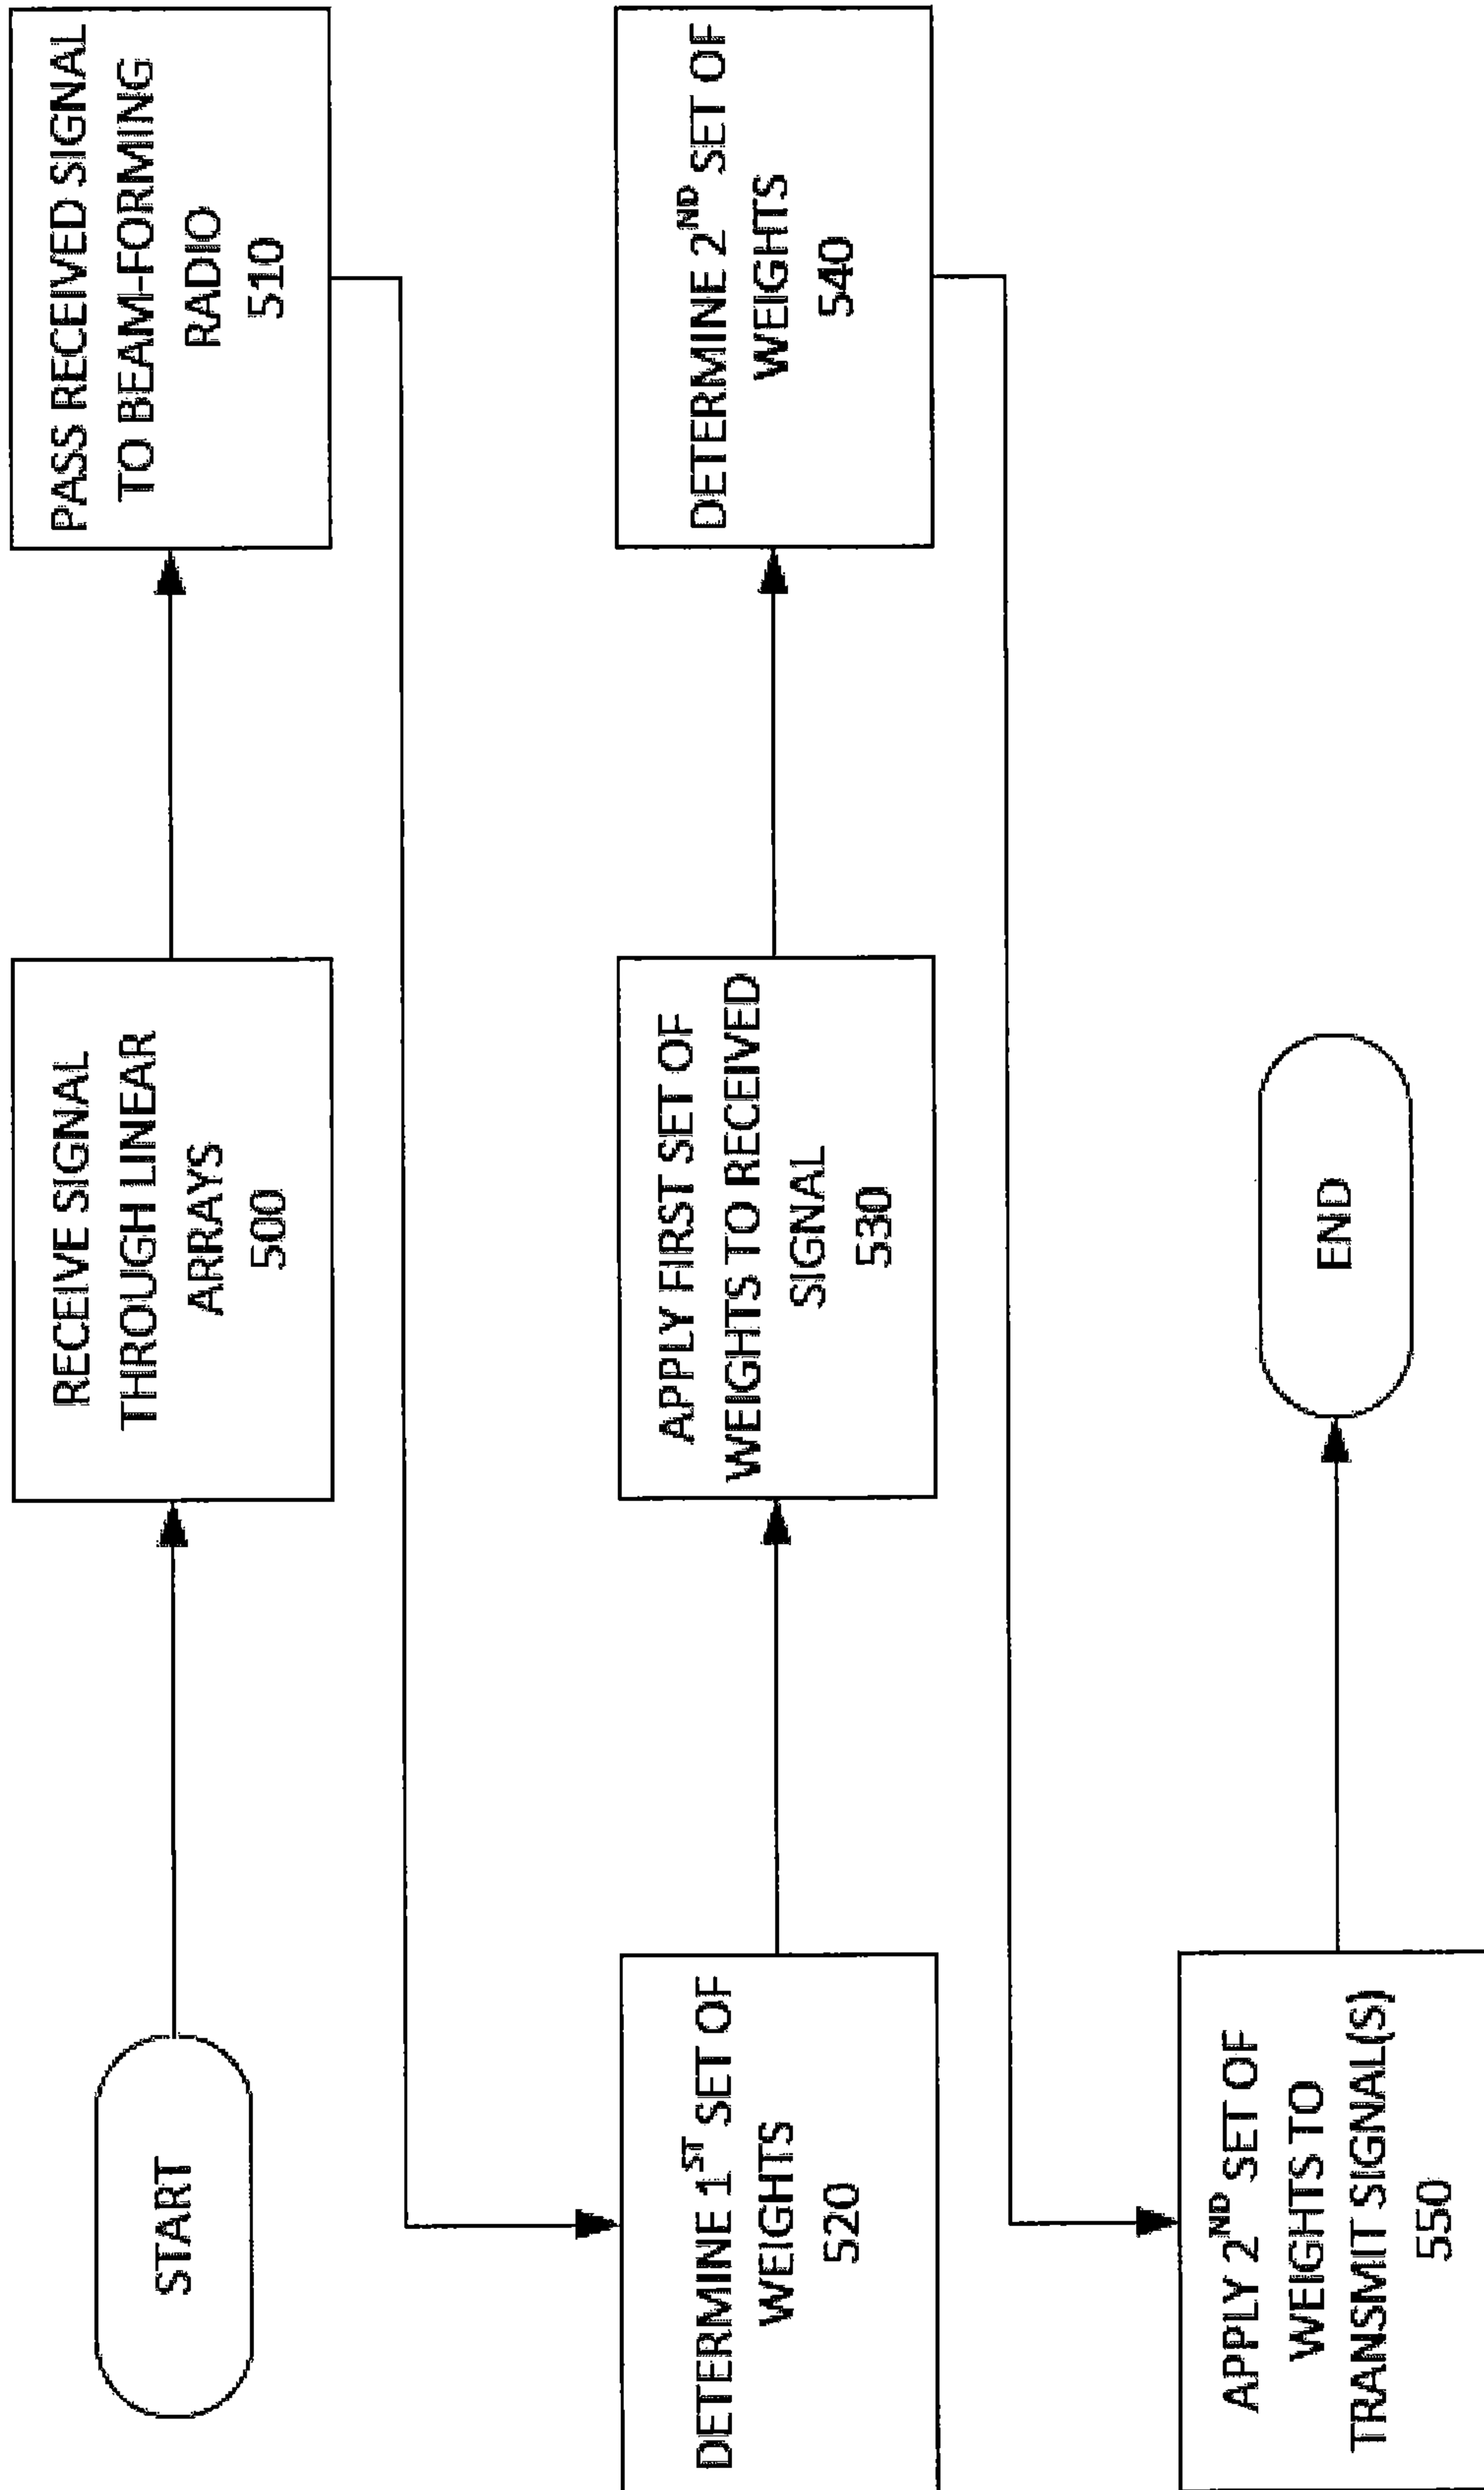 START
RECEIVE SIGNAL
THROUGH LINEAR
ARRAYS
500
PASS RECEIVED SIGNAL
TO BEAM-FORMING
RADIO
510
DETERMINE 1ST SET OF
WEIGHTS
520
APPLY FIRST SET OF
WEIGHTS TO RECEIVED
SIGNAL
530
DETERMINE 2ND SET OF
WEIGHTS
540
APPLY 2ND SET OF
WEIGHTS TO
TRANSMIT SIGNAL(S)
550
END